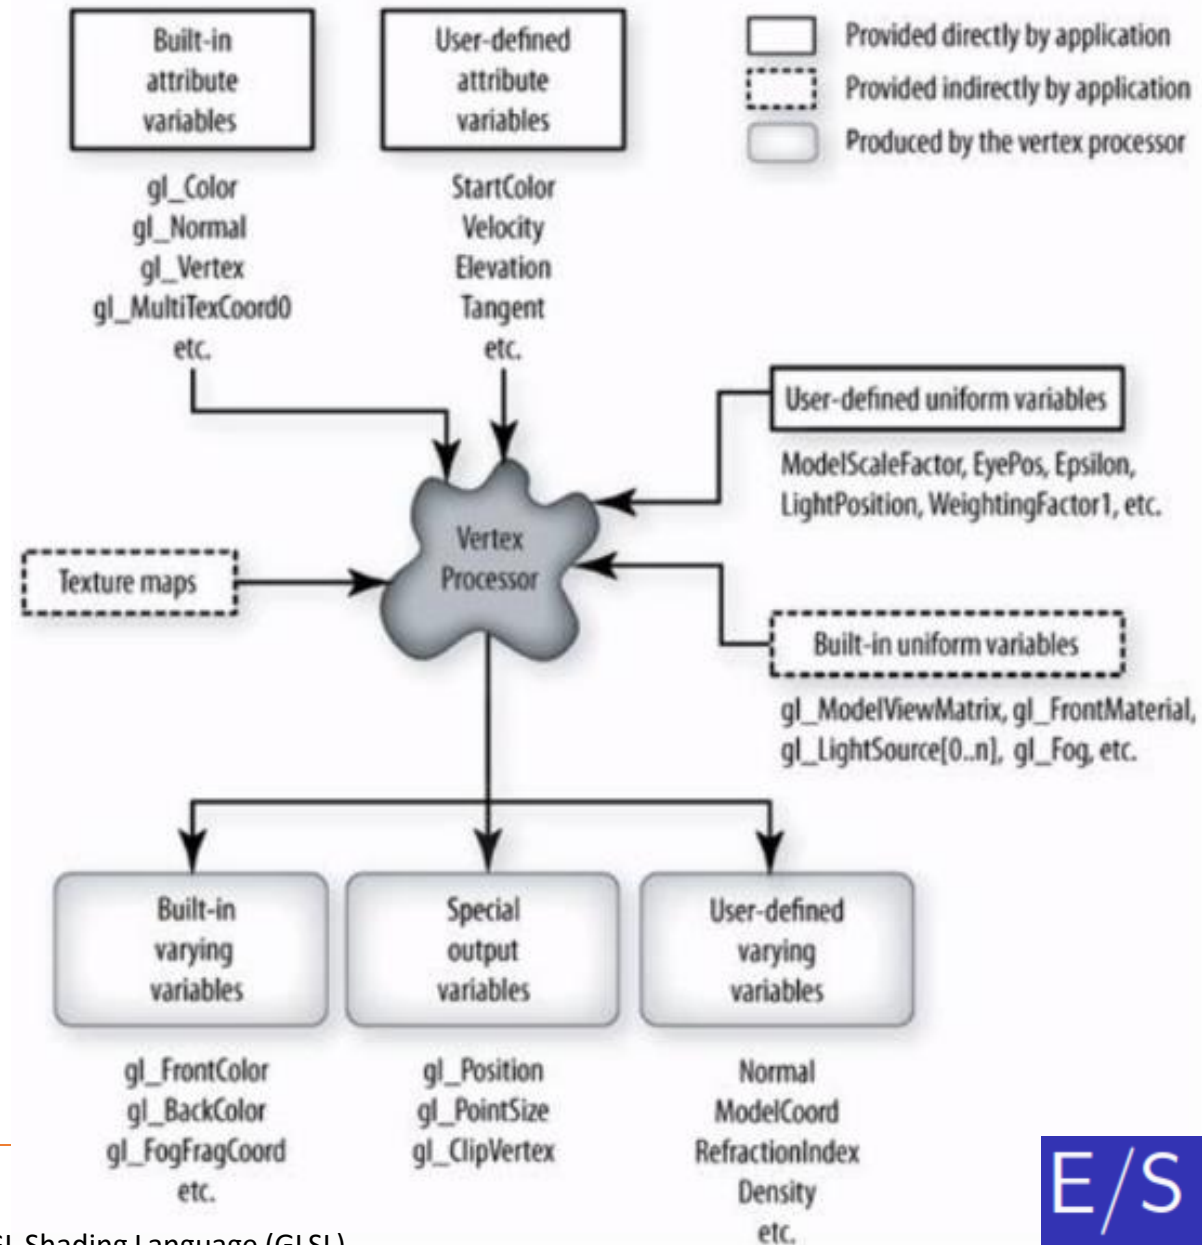 Built-in
attribute
variables
User-defined
attribute
variables
Provided directly by application
Provided indirectly by application
Produced by the vertex processor
gl_Color
gl_Normal
gl_Vertex
gl_MultiTexCoord0
etc.
StartColor
Velocity
Elevation
Tangent
etc.
User-defined uniform variables
ModelScaleFactor, EyePos, Epsilon,
LightPosition, WeightingFactor1, etc.
Vertex
Processor
Texture maps
Built-in uniform variables
gl_ModelViewMatrix, gl_FrontMaterial,
gl_LightSource[0..n], gl_Fog, etc.
Built-in
varying
variables
Special
output
variables
User-defined
varying
variables
gl_FrontColor
gl_BackColor
gl_FogFragCoord
etc.
gl_Position
gl_PointSize
gl_ClipVertex
Normal
ModelCoord
RefractionIndex
Density
etc.
E/S
Shading Language (GLSL)